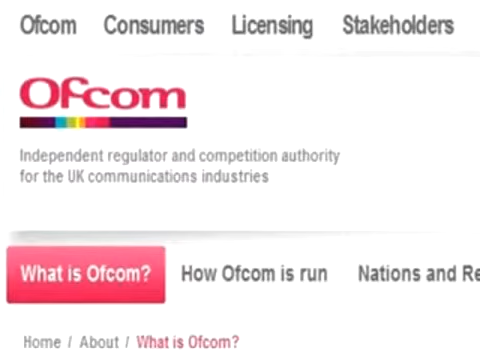 Ofcom Consumers Licensing Stakeholders
Ofcom
Independent regulator and competition authority
for the UK communications industries
What is Ofcom? How Ofcom is run Nations and Re
Home / About / What is Ofcom?